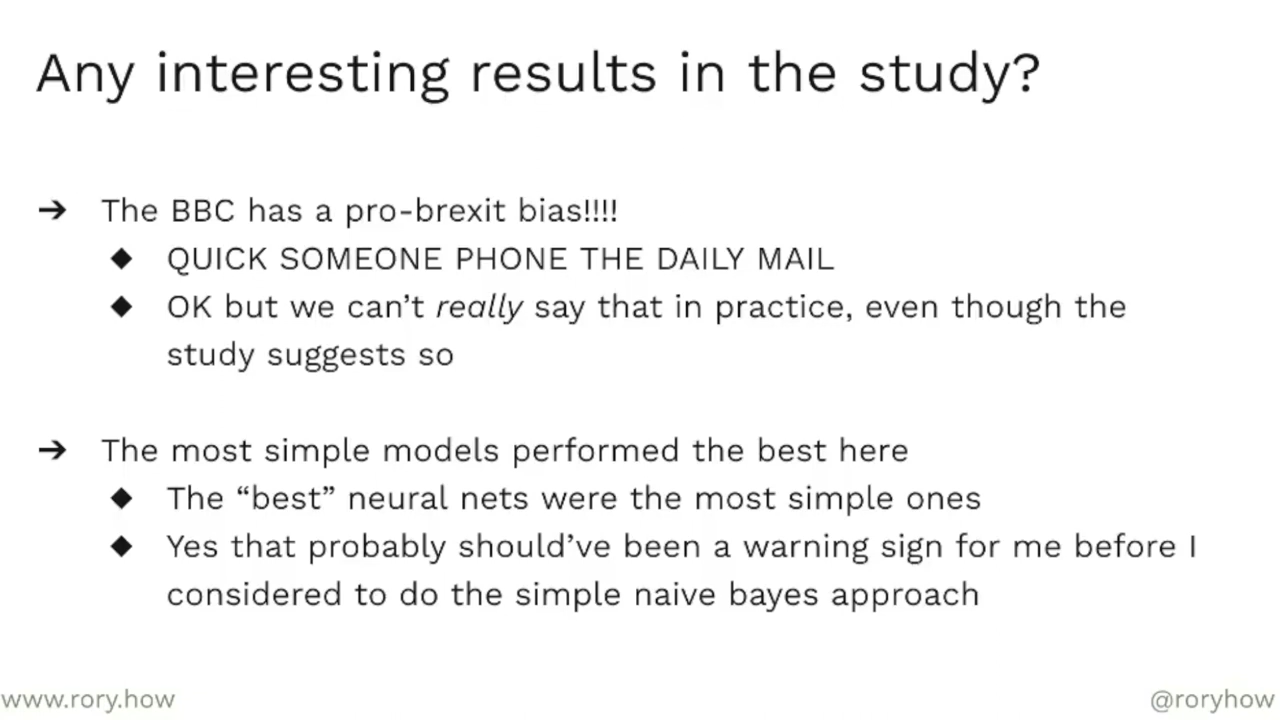 Any interesting results in the study?
➔ The BBC has a pro-brexit bias!!!!
◆ QUICK SOMEONE PHONE THE DAILY MAIL
◆ OK but we can’t really say that in practice, even though the
study suggests so
➔ The most simple models performed the best here
◆ The “best” neural nets were the most simple ones
◆ Yes that probably should’ve been a warning sign for me before I
considered to do the simple naive bayes approach
www.rory.how
@roryhow